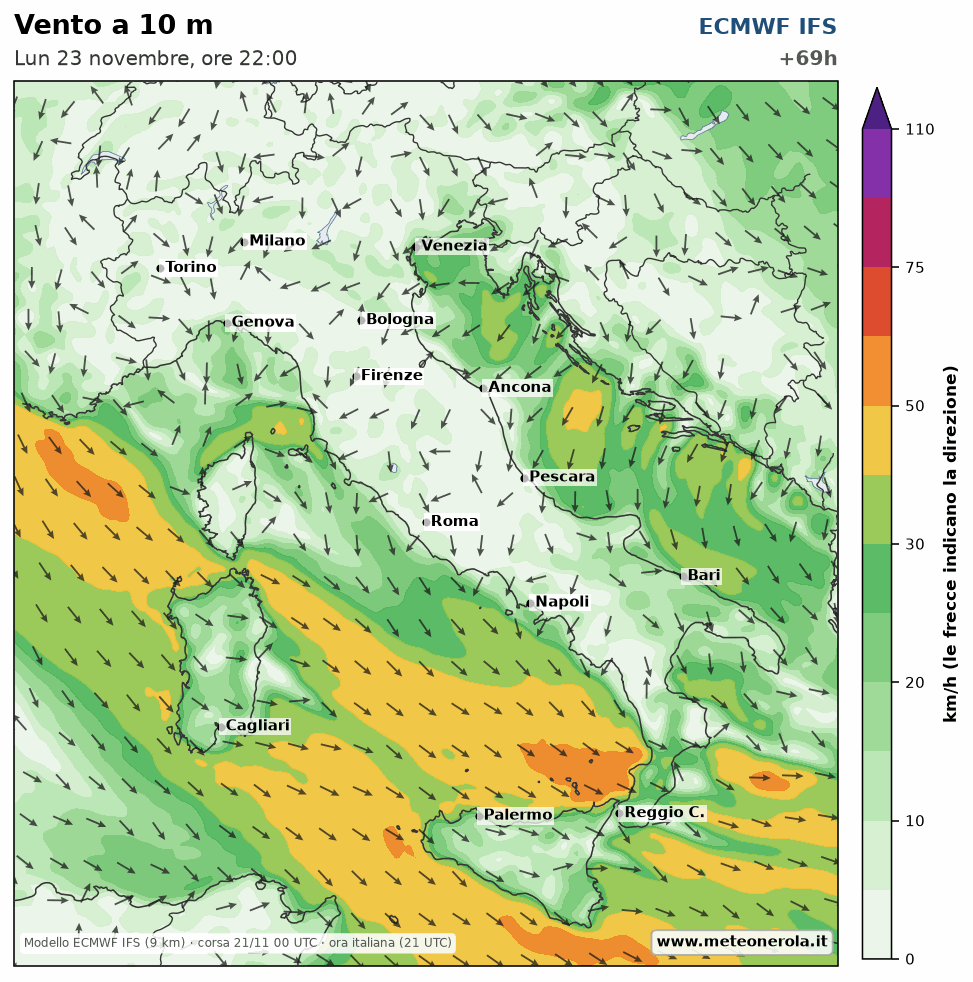 Vento a 10 m
ECMWF IFS
Lun 23 novembre, ore 22:00
+69h
110
Venezia
Milano
Torino
75
Genova
Bologna
Firenze
Ancona
50
Pescara
Roma
30
Bari
Napoli
km/h (le frecce indicano la direzione)
20
Cagliari
Palermo
Reggio C.
10
Modello ECMWF IFS (9 km) · corsa 21/11 00 UTC · ora italiana (21 UTC)
www.meteonerola.it
0